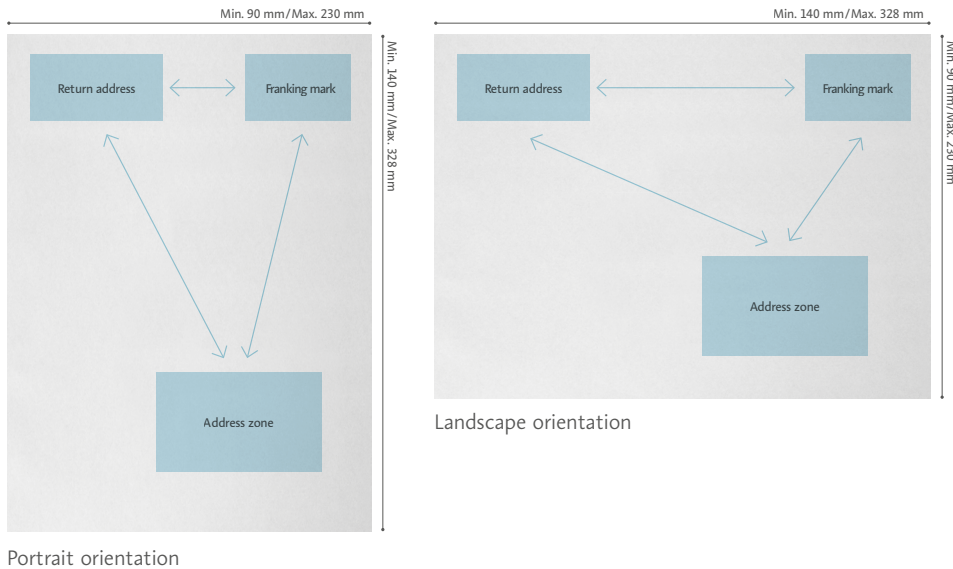 Min. 90 mm/Max. 230 mm
Min. 140 mm/Max. 328 mm
Return address
Franking mark
Address zone
Portrait orientation
Min. 140 mm/Max. 328 mm
Min. 90 mm/Max. 230 mm
Return address
Franking mark
Address zone
Landscape orientation